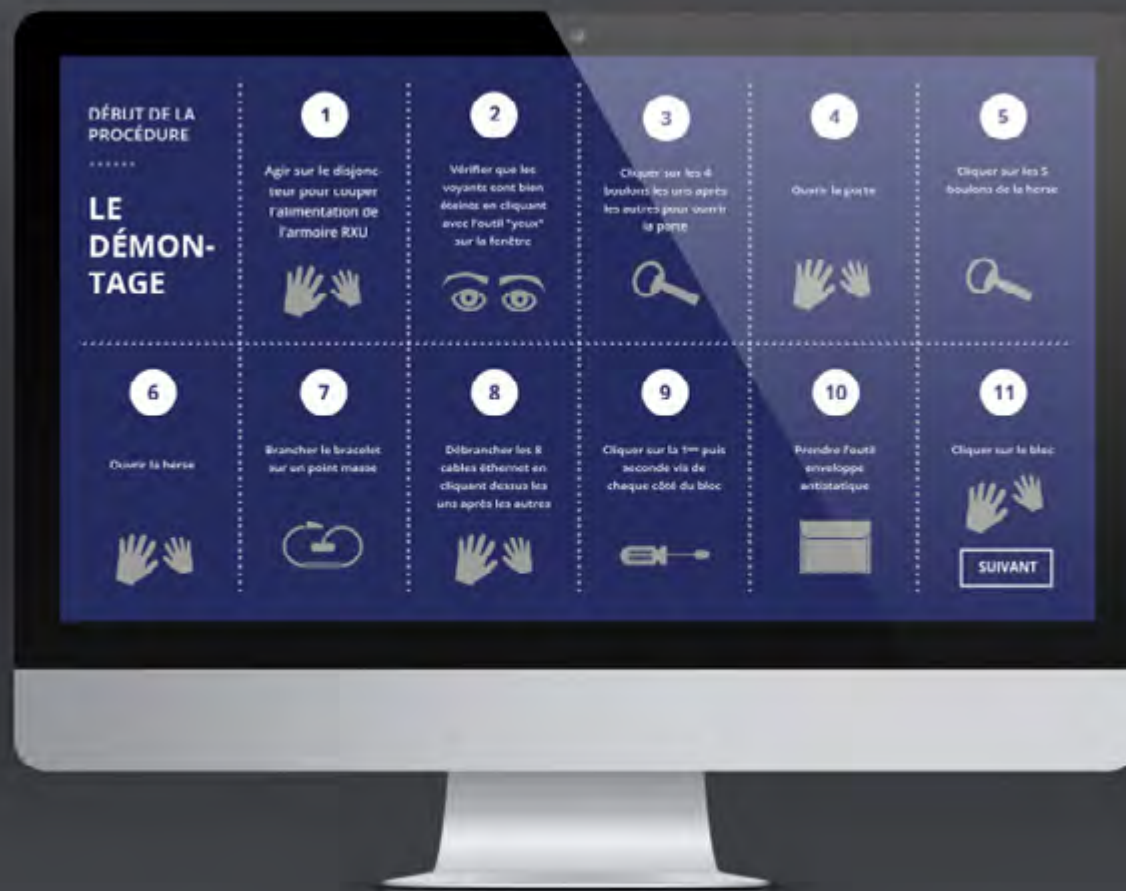 DÉBUT DE LA
PROCÉDURE
LE
DÉMON-
TAGE
1
Agir sur le disjonc-
teur pour couper
l'alimentation de
l'armoire RXU
2
Vérifier que les
voyants sont bien
éteints en cliquant
avec l'outil "yeux"
sur la fenêtre
3
Cliquer sur les 4
boulons les uns après
les autres pour ouvrir
la porte
4
Ouvrir la porte
5
Cliquer sur les 5
boulons de la herse
6
Ouvrir la herse
7
Brancher le bracelet
sur un point masse
8
Débrancher les 8
cables éthernet en
cliquant dessus les
uns après les autres
9
Cliquer sur la 1ère puis
seconde vis de
chaque côté du bloc
10
Prendre l'outil
enveloppe
antistatique
11
Cliquer sur le bloc
SUIVANT